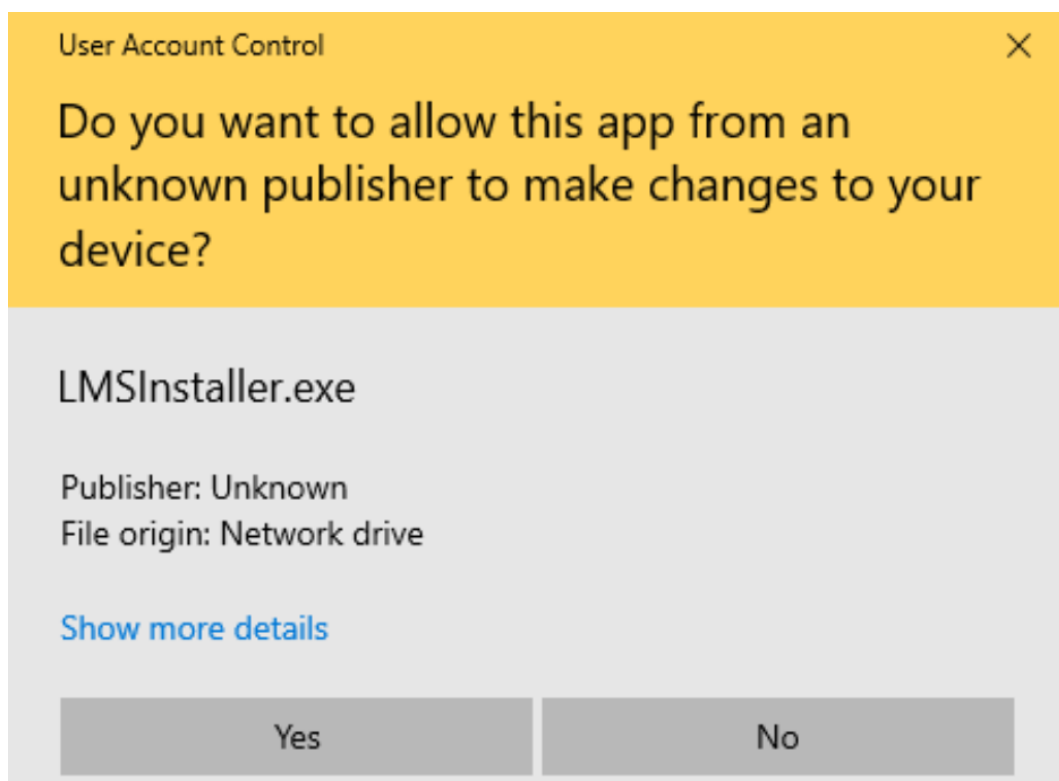 User Account Control
Do you want to allow this app from an
unknown publisher to make changes to your
device?
LMSInstaller.exe
Publisher: Unknown
File origin: Network drive
Show more details
Yes
No